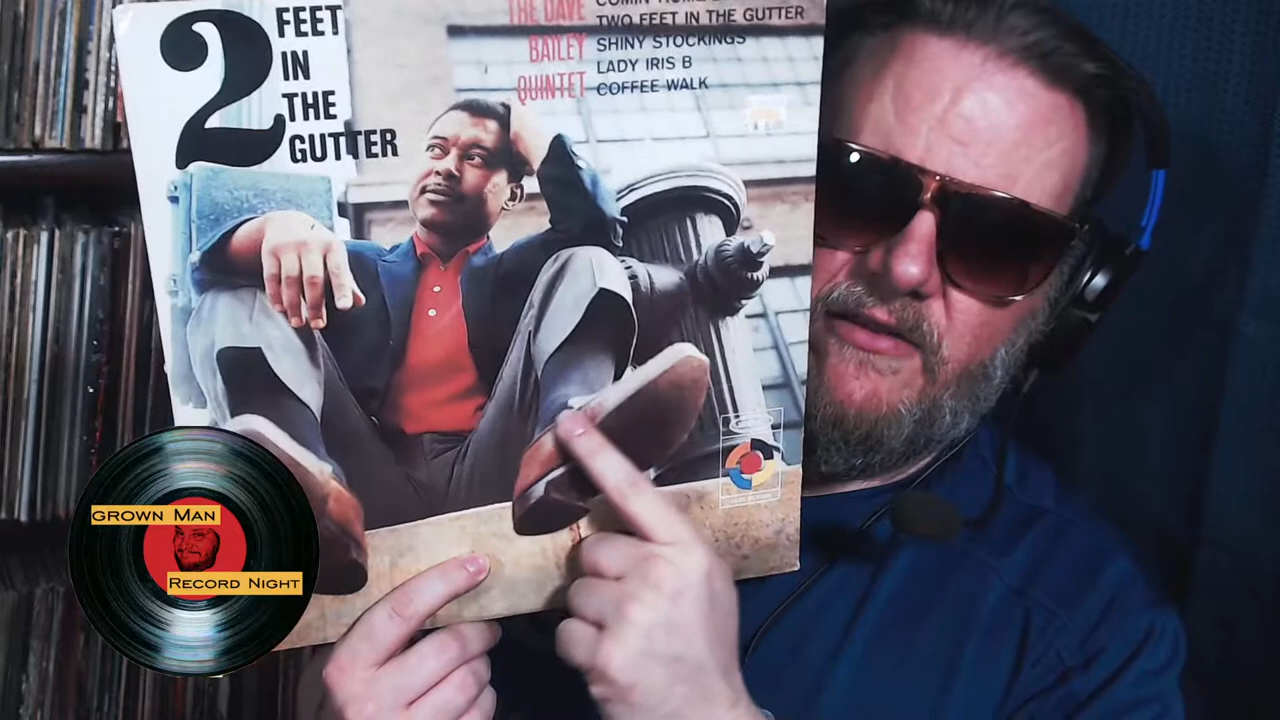 2 FEET
IN
THE
GUTTER
THE DAVE
BAILEY
QUINTET
TWO FEET IN THE GUTTER
SHINY STOCKINGS
LADY IRIS B
COFFEE WALK
GROWN MAN
RECORD NIGHT